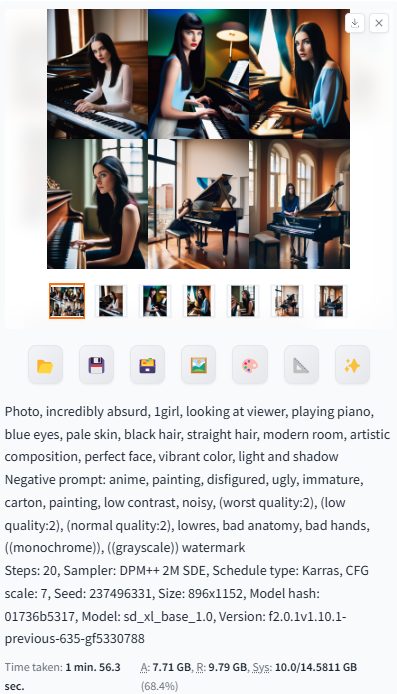 Photo, incredibly absurd, 1girl, looking at viewer, playing piano,
blue eyes, pale skin, black hair, straight hair, modern room, artistic
composition, perfect face, vibrant color, light and shadow
Negative prompt: anime, painting, disfigured, ugly, immature,
carton, painting, low contrast, noisy, (worst quality:2), (low
quality:2), (normal quality:2), lowres, bad anatomy, bad hands,
((monochrome)), ((grayscale)) watermark
Steps: 20, Sampler: DPM++ 2M SDE, Schedule type: Karras, CFG
scale: 7, Seed: 237496331, Size: 896x1152, Model hash:
01736b5317, Model: sd_xl_base_1.0, Version: f2.0.1v1.10.1-
previous-635-gf5330788
Time taken: 1 min. 56.3 sec.
A: 7.71 GB, R: 9.79 GB, Sys: 10.0/14.5811 GB
(68.4%)